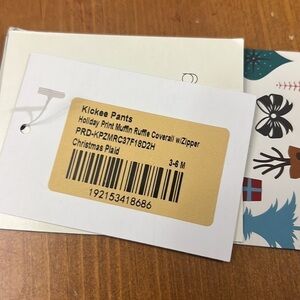 Kickee Pants
Holiday Print Muffin Ruffle Coverall w/Zipper
PRD-KPZMRC37F18D2H
Christmas Plaid
3-6 M
192153418686